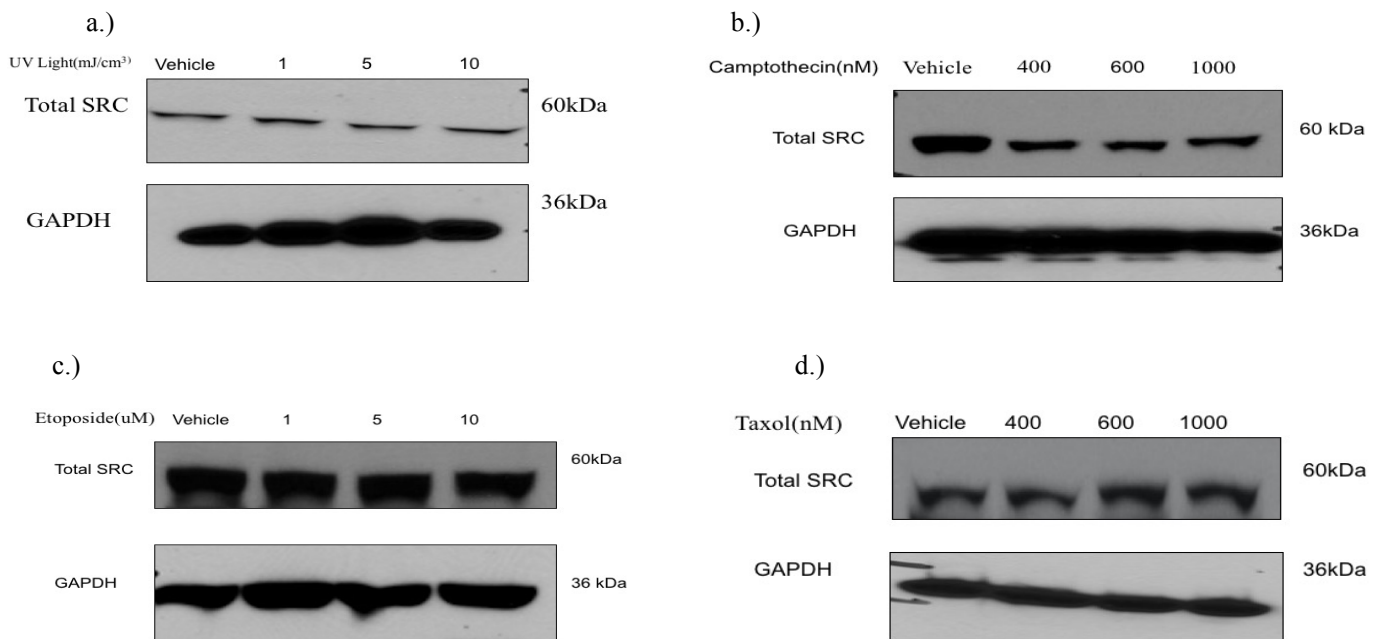 a.)
UV Light(mJ/cm³) Vehicle 1 5 10
Total SRC 60kDa
GAPDH 36kDa
b.)
Camptothecin(nM) Vehicle 400 600 1000
Total SRC 60 kDa
GAPDH 36kDa
c.)
Etoposide(uM) Vehicle 1 5 10
Total SRC 60kDa
GAPDH 36 kDa
d.)
Taxol(nM) Vehicle 400 600 1000
Total SRC 60kDa
GAPDH 36kDa